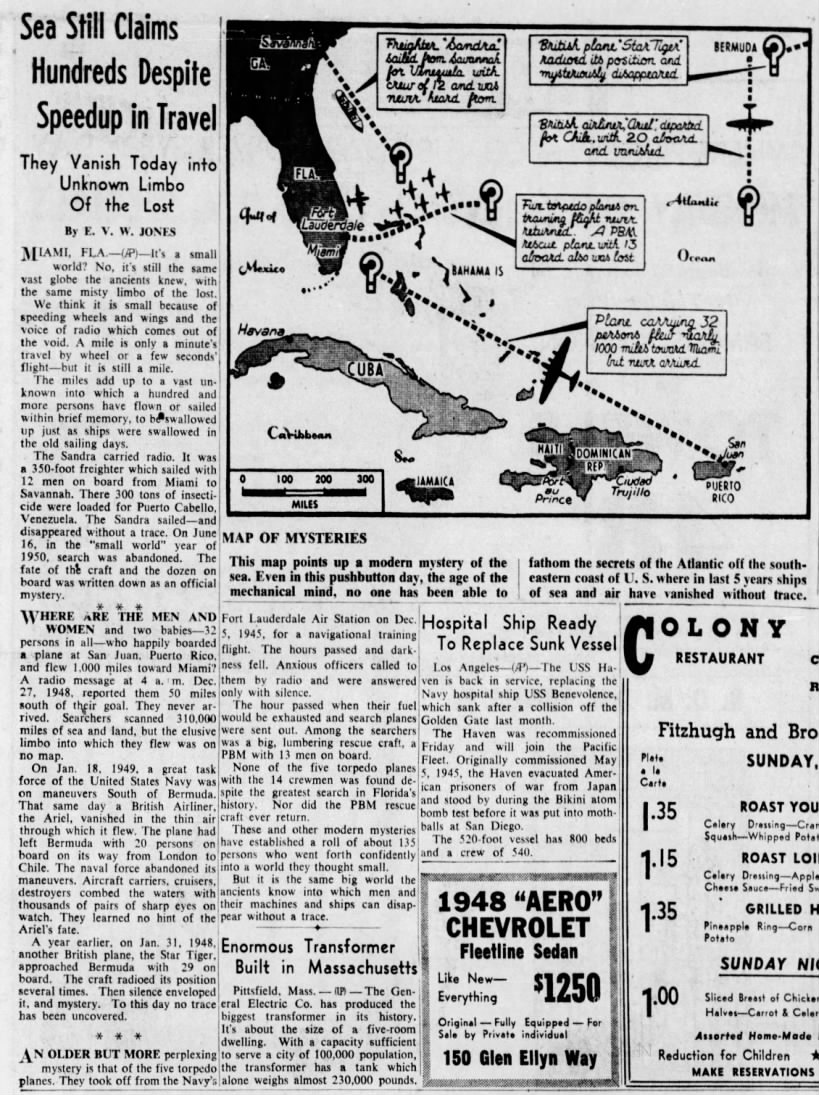 Sea Still Claims
Hundreds Despite
Speedup in Travel
They Vanish Today into
Unknown Limbo
Of the Lost
By E. V. W. JONES
MIAMI, FLA.—(AP)—It's a small
world? No, it's still the same
vast globe the ancients knew, with
the same misty limbo of the lost.
We think it is small because of
speeding wheels and wings and the
voice of radio which comes out of
the void. A mile is only a minute's
travel by wheel or a few seconds'
flight—but it is still a mile.
The miles add up to a vast un-
known into which a hundred and
more persons have flown or sailed
within brief memory, to be swallowed
up just as ships were swallowed in
the old sailing days.
The Sandra carried radio. It was
a 350-foot freighter which sailed with
12 men on board from Miami to
Savannah. There 300 tons of insecti-
cide were loaded for Puerto Cabello,
Venezuela. The Sandra sailed—and
disappeared without a trace. On June
16, in the "small world" year of
1950, search was abandoned. The
fate of the craft and the dozen on
board was written down as an official
mystery.
* * *
WHERE ARE THE MEN AND
WOMEN and two babies—32
persons in all—who happily boarded
a plane at San Juan, Puerto Rico,
and flew 1,000 miles toward Miami?
A radio message at 4 a. m. Dec.
27, 1948, reported them 50 miles
south of their goal. They never ar-
rived. Searchers scanned 310,000
miles of sea and land, but the elusive
limbo into which they flew was on
no map.
On Jan. 18, 1949, a great task
force of the United States Navy was
on maneuvers South of Bermuda.
That same day a British Airliner,
the Ariel, vanished in the thin air
through which it flew. The plane had
left Bermuda with 20 persons on
board on its way from London to
Chile. The naval force abandoned its
maneuvers. Aircraft carriers, cruisers,
destroyers combed the waters with
thousands of pairs of sharp eyes on
watch. They learned no hint of the
Ariel's fate.
A year earlier, on Jan. 31, 1948,
another British plane, the Star Tiger,
approached Bermuda with 29 on
board. The craft radioed its position
several times. Then silence enveloped
it, and mystery. To this day no trace
has been uncovered.
* * *
AN OLDER BUT MORE perplexing
mystery is that of the five torpedo
planes. They took off from the Navy's
Savannah
GA.
Freighter "Sandra"
sailed from Savannah
for Venezuela with
crew of 12 and was
never heard from
British plane "Star Tiger"
radioed its position and
mysteriously disappeared
BERMUDA
British airliner, "Ariel", departed
for Chile, with 20 aboard
and vanished
FLA.
Gulf of
Mexico
Fort
Lauderdale
Miami
Five torpedo planes on
training flight never
returned. A PBM
rescue plane with 13
aboard also was lost
Atlantic
Ocean
BAHAMA IS
Plane carrying 32
persons flew nearly
1000 miles toward Miami
but never arrived
Havana
CUBA
Caribbean
Sea
HAITI
DOMINICAN
REP.
San
Juan
PUERTO
RICO
JAMAICA
Port
au
Prince
Ciudad
Trujillo
0 100 200 300
MILES
MAP OF MYSTERIES
This map points up a modern mystery of the
sea. Even in this pushbutton day, the age of the
mechanical mind, no one has been able to
fathom the secrets of the Atlantic off the south-
eastern coast of U. S. where in last 5 years ships
of sea and air have vanished without trace.
Fort Lauderdale Air Station on Dec.
5, 1945, for a navigational training
flight. The hours passed and dark-
ness fell. Anxious officers called to
them by radio and were answered
only with silence.
The hour passed when their fuel
would be exhausted and search planes
were sent out. Among the searchers
was a big, lumbering rescue craft, a
PBM with 13 men on board.
None of the five torpedo planes
with the 14 crewmen was found de-
spite the greatest search in Florida's
history. Nor did the PBM rescue
craft ever return.
These and other modern mysteries
have established a roll of about 135
persons who went forth confidently
into a world they thought small.
But it is the same big world the
ancients knew into which men and
their machines and ships can disap-
pear without a trace.
Enormous Transformer
Built in Massachusetts
Pittsfield, Mass. — (UP) — The Gen-
eral Electric Co. has produced the
biggest transformer in its history.
It's about the size of a five-room
dwelling. With a capacity sufficient
to serve a city of 100,000 population,
the transformer has a tank which
alone weighs almost 230,000 pounds.
Hospital Ship Ready
To Replace Sunk Vessel
Los Angeles—(AP)—The USS Ha-
ven is back in service, replacing the
Navy hospital ship USS Benevolence,
which sank after a collision off the
Golden Gate last month.
The Haven was recommissioned
Friday and will join the Pacific
Fleet. Originally commissioned May
5, 1945, the Haven evacuated Amer-
ican prisoners of war from Japan
and stood by during the Bikini atom
bomb test before it was put into moth-
balls at San Diego.
The 520-foot vessel has 800 beds
and a crew of 540.
1948 "AERO"
CHEVROLET
Fleetline Sedan
Like New—
Everything
$1250
Original — Fully Equipped — For
Sale by Private individual
150 Glen Ellyn Way
COLONY
RESTAURANT
Fitzhugh and Bro
Plate
a la
Carte
SUNDAY,
1.35
ROAST YOU
Celery Dressing—Cran
Squash—Whipped Potat
1.15
ROAST LOI
Celery Dressing—Apple
Cheese Sauce—Fried Sw
1.35
GRILLED H
Pineapple Ring—Corn
Potato
SUNDAY NIG
1.00
Sliced Breast of Chicken
Halves—Carrot & Celer
Assorted Home-Made
Reduction for Children ★
MAKE RESERVATIONS